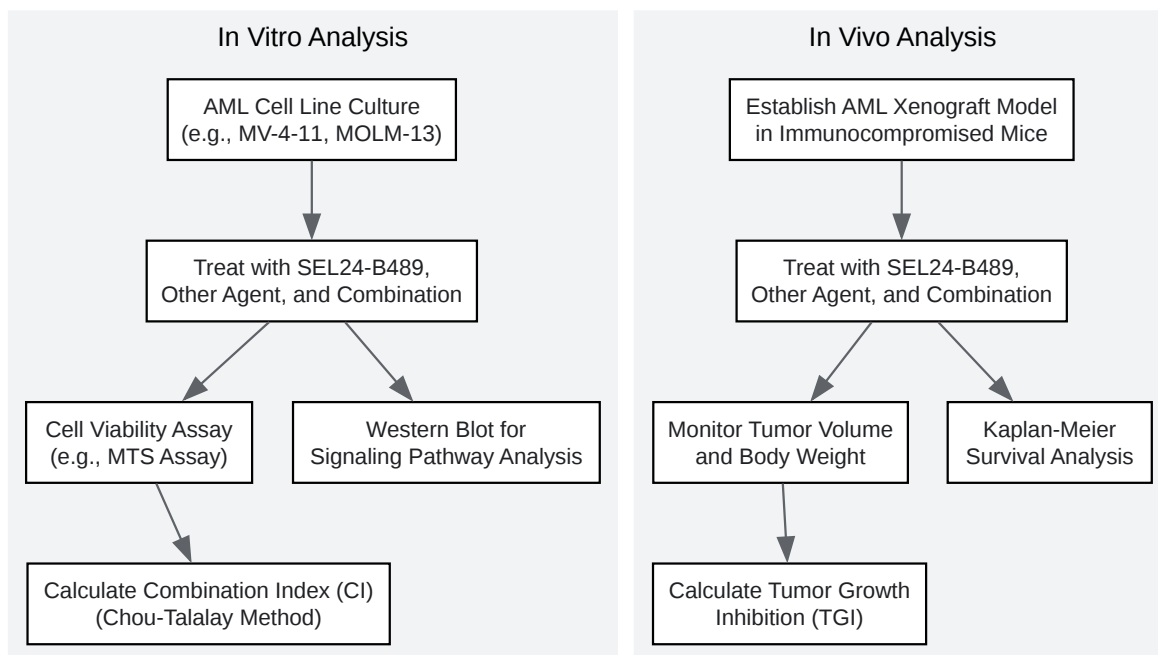 In Vitro Analysis
AML Cell Line Culture
(e.g., MV-4-11, MOLM-13)
Treat with SEL24-B489,
Other Agent, and Combination
Cell Viability Assay
(e.g., MTS Assay)
Western Blot for
Signaling Pathway Analysis
Calculate Combination Index (CI)
(Chou-Talalay Method)
In Vivo Analysis
Establish AML Xenograft Model
in Immunocompromised Mice
Treat with SEL24-B489,
Other Agent, and Combination
Monitor Tumor Volume
and Body Weight
Kaplan-Meier
Survival Analysis
Calculate Tumor Growth
Inhibition (TGI)